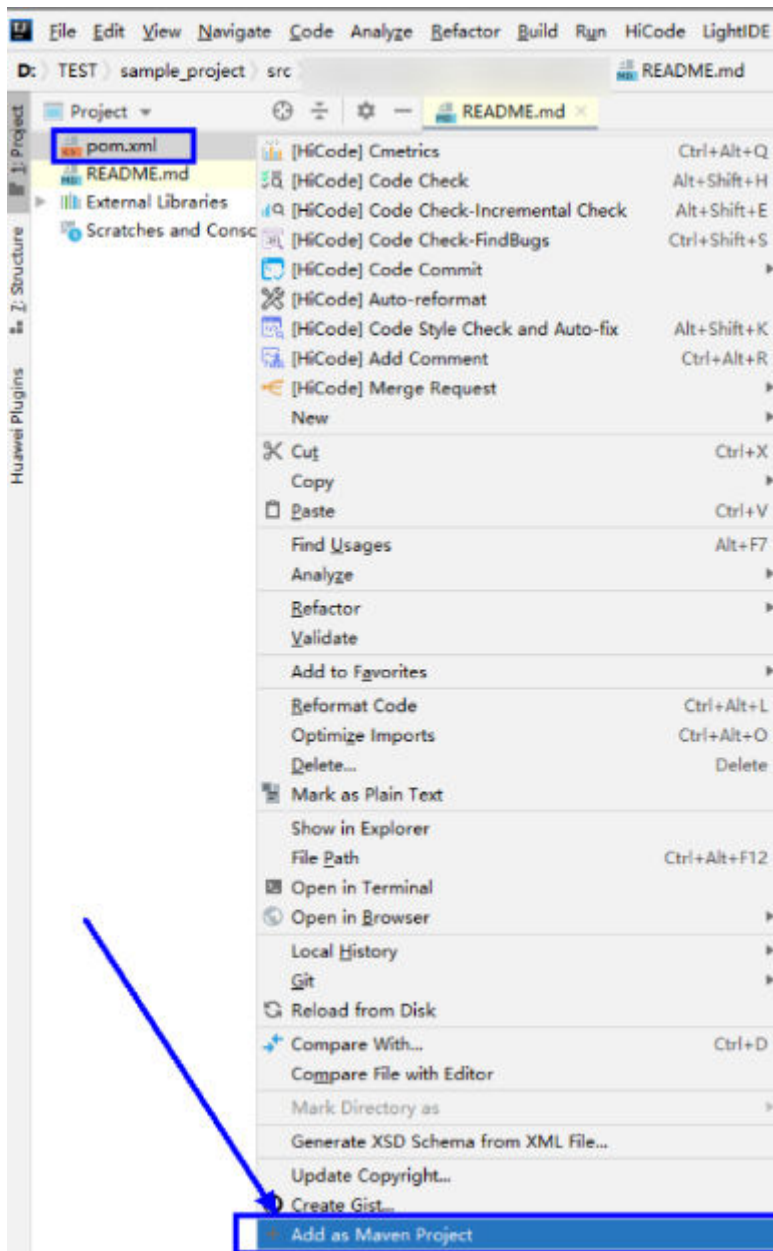 File Edit View Navigate Code Analyze Refactor Build Run HiCode LightIDE
D: TEST sample_project src README.md
Project README.md
1: Project
pom.xml
README.md
External Libraries
Scratches and Consc
Z: Structure
Huawei Plugins
[HiCode] Cmetrics Ctrl+Alt+Q
[HiCode] Code Check Alt+Shift+H
[HiCode] Code Check-Incremental Check Alt+Shift+E
[HiCode] Code Check-FindBugs Ctrl+Shift+S
[HiCode] Code Commit
[HiCode] Auto-reformat
[HiCode] Code Style Check and Auto-fix Alt+Shift+K
[HiCode] Add Comment Ctrl+Alt+R
[HiCode] Merge Request
New
Cut Ctrl+X
Copy
Paste Ctrl+V
Find Usages Alt+F7
Analyze
Refactor
Validate
Add to Favorites
Reformat Code Ctrl+Alt+L
Optimize Imports Ctrl+Alt+O
Delete... Delete
Mark as Plain Text
Show in Explorer
File Path Ctrl+Alt+F12
Open in Terminal
Open in Browser
Local History
Git
Reload from Disk
Compare With... Ctrl+D
Compare File with Editor
Mark Directory as
Generate XSD Schema from XML File...
Update Copyright...
Create Gist...
Add as Maven Project